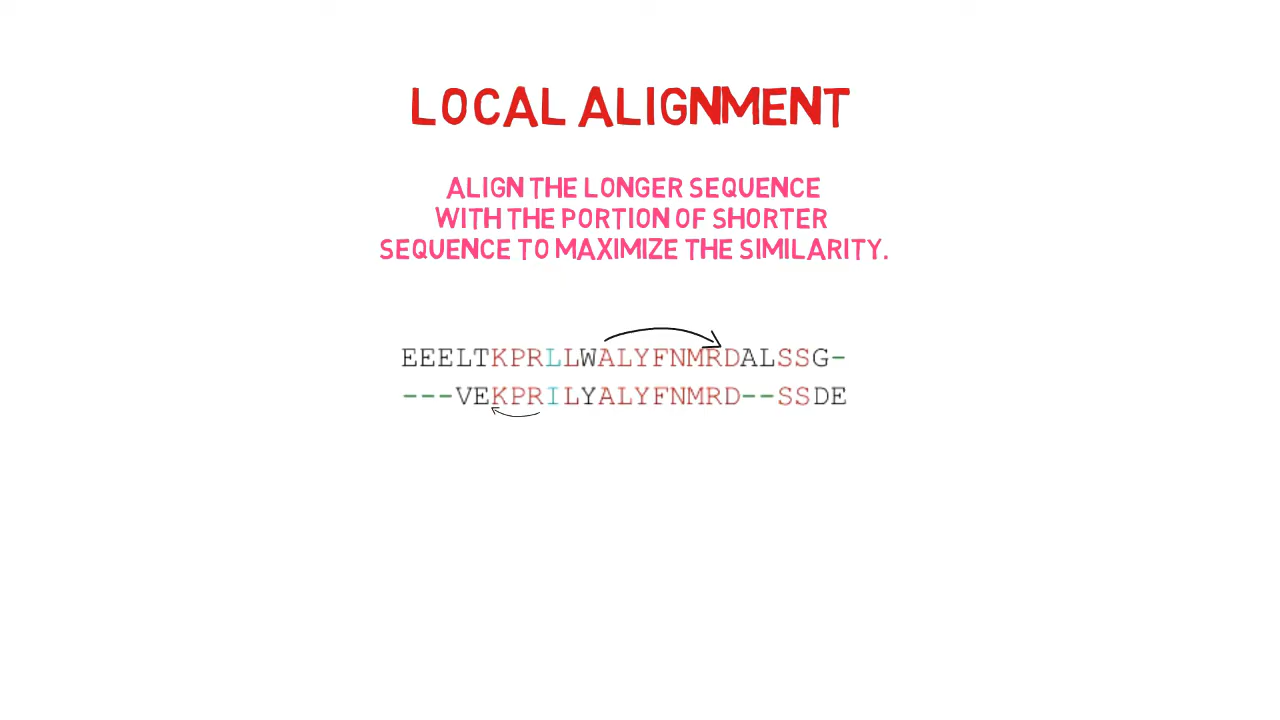 LOCAL ALIGNMENT
ALIGN THE LONGER SEQUENCE
WITH THE PORTION OF SHORTER
SEQUENCE TO MAXIMIZE THE SIMILARITY.
EEELTKPRLLWALYFNMRDALSSG-
---VEKPRILYALYFNMRD--SSDE